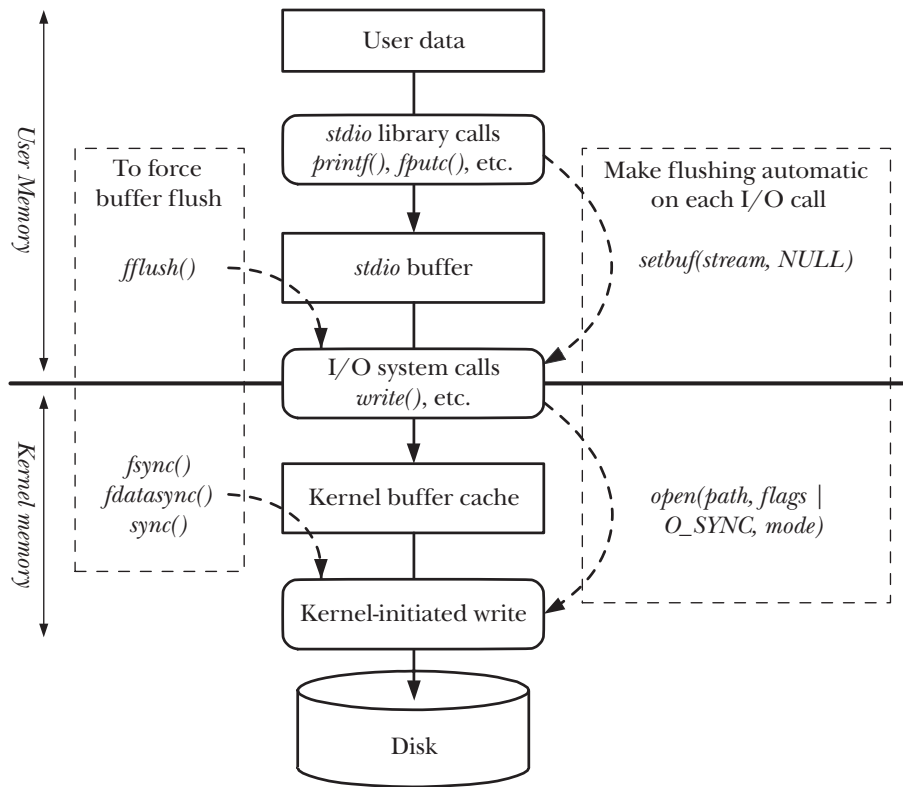 User data
stdio library calls
printf(), fputc(), etc.
User Memory
To force
buffer flush
fflush()
Make flushing automatic
on each I/O call
setbuf(stream, NULL)
stdio buffer
I/O system calls
write(), etc.
Kernel memory
fsync()
fdatasync()
sync()
Kernel buffer cache
open(path, flags |
O_SYNC, mode)
Kernel-initiated write
Disk